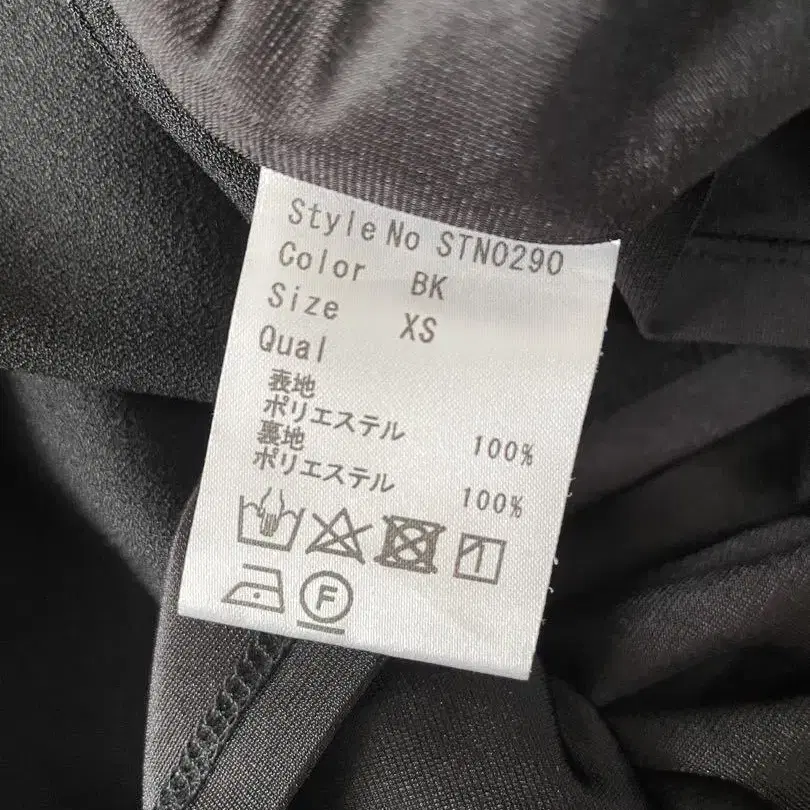 Style No STN0290
Color BK
Size XS
Qual
表地
ポリエステル 100%
裏地
ポリエステル 100%
F